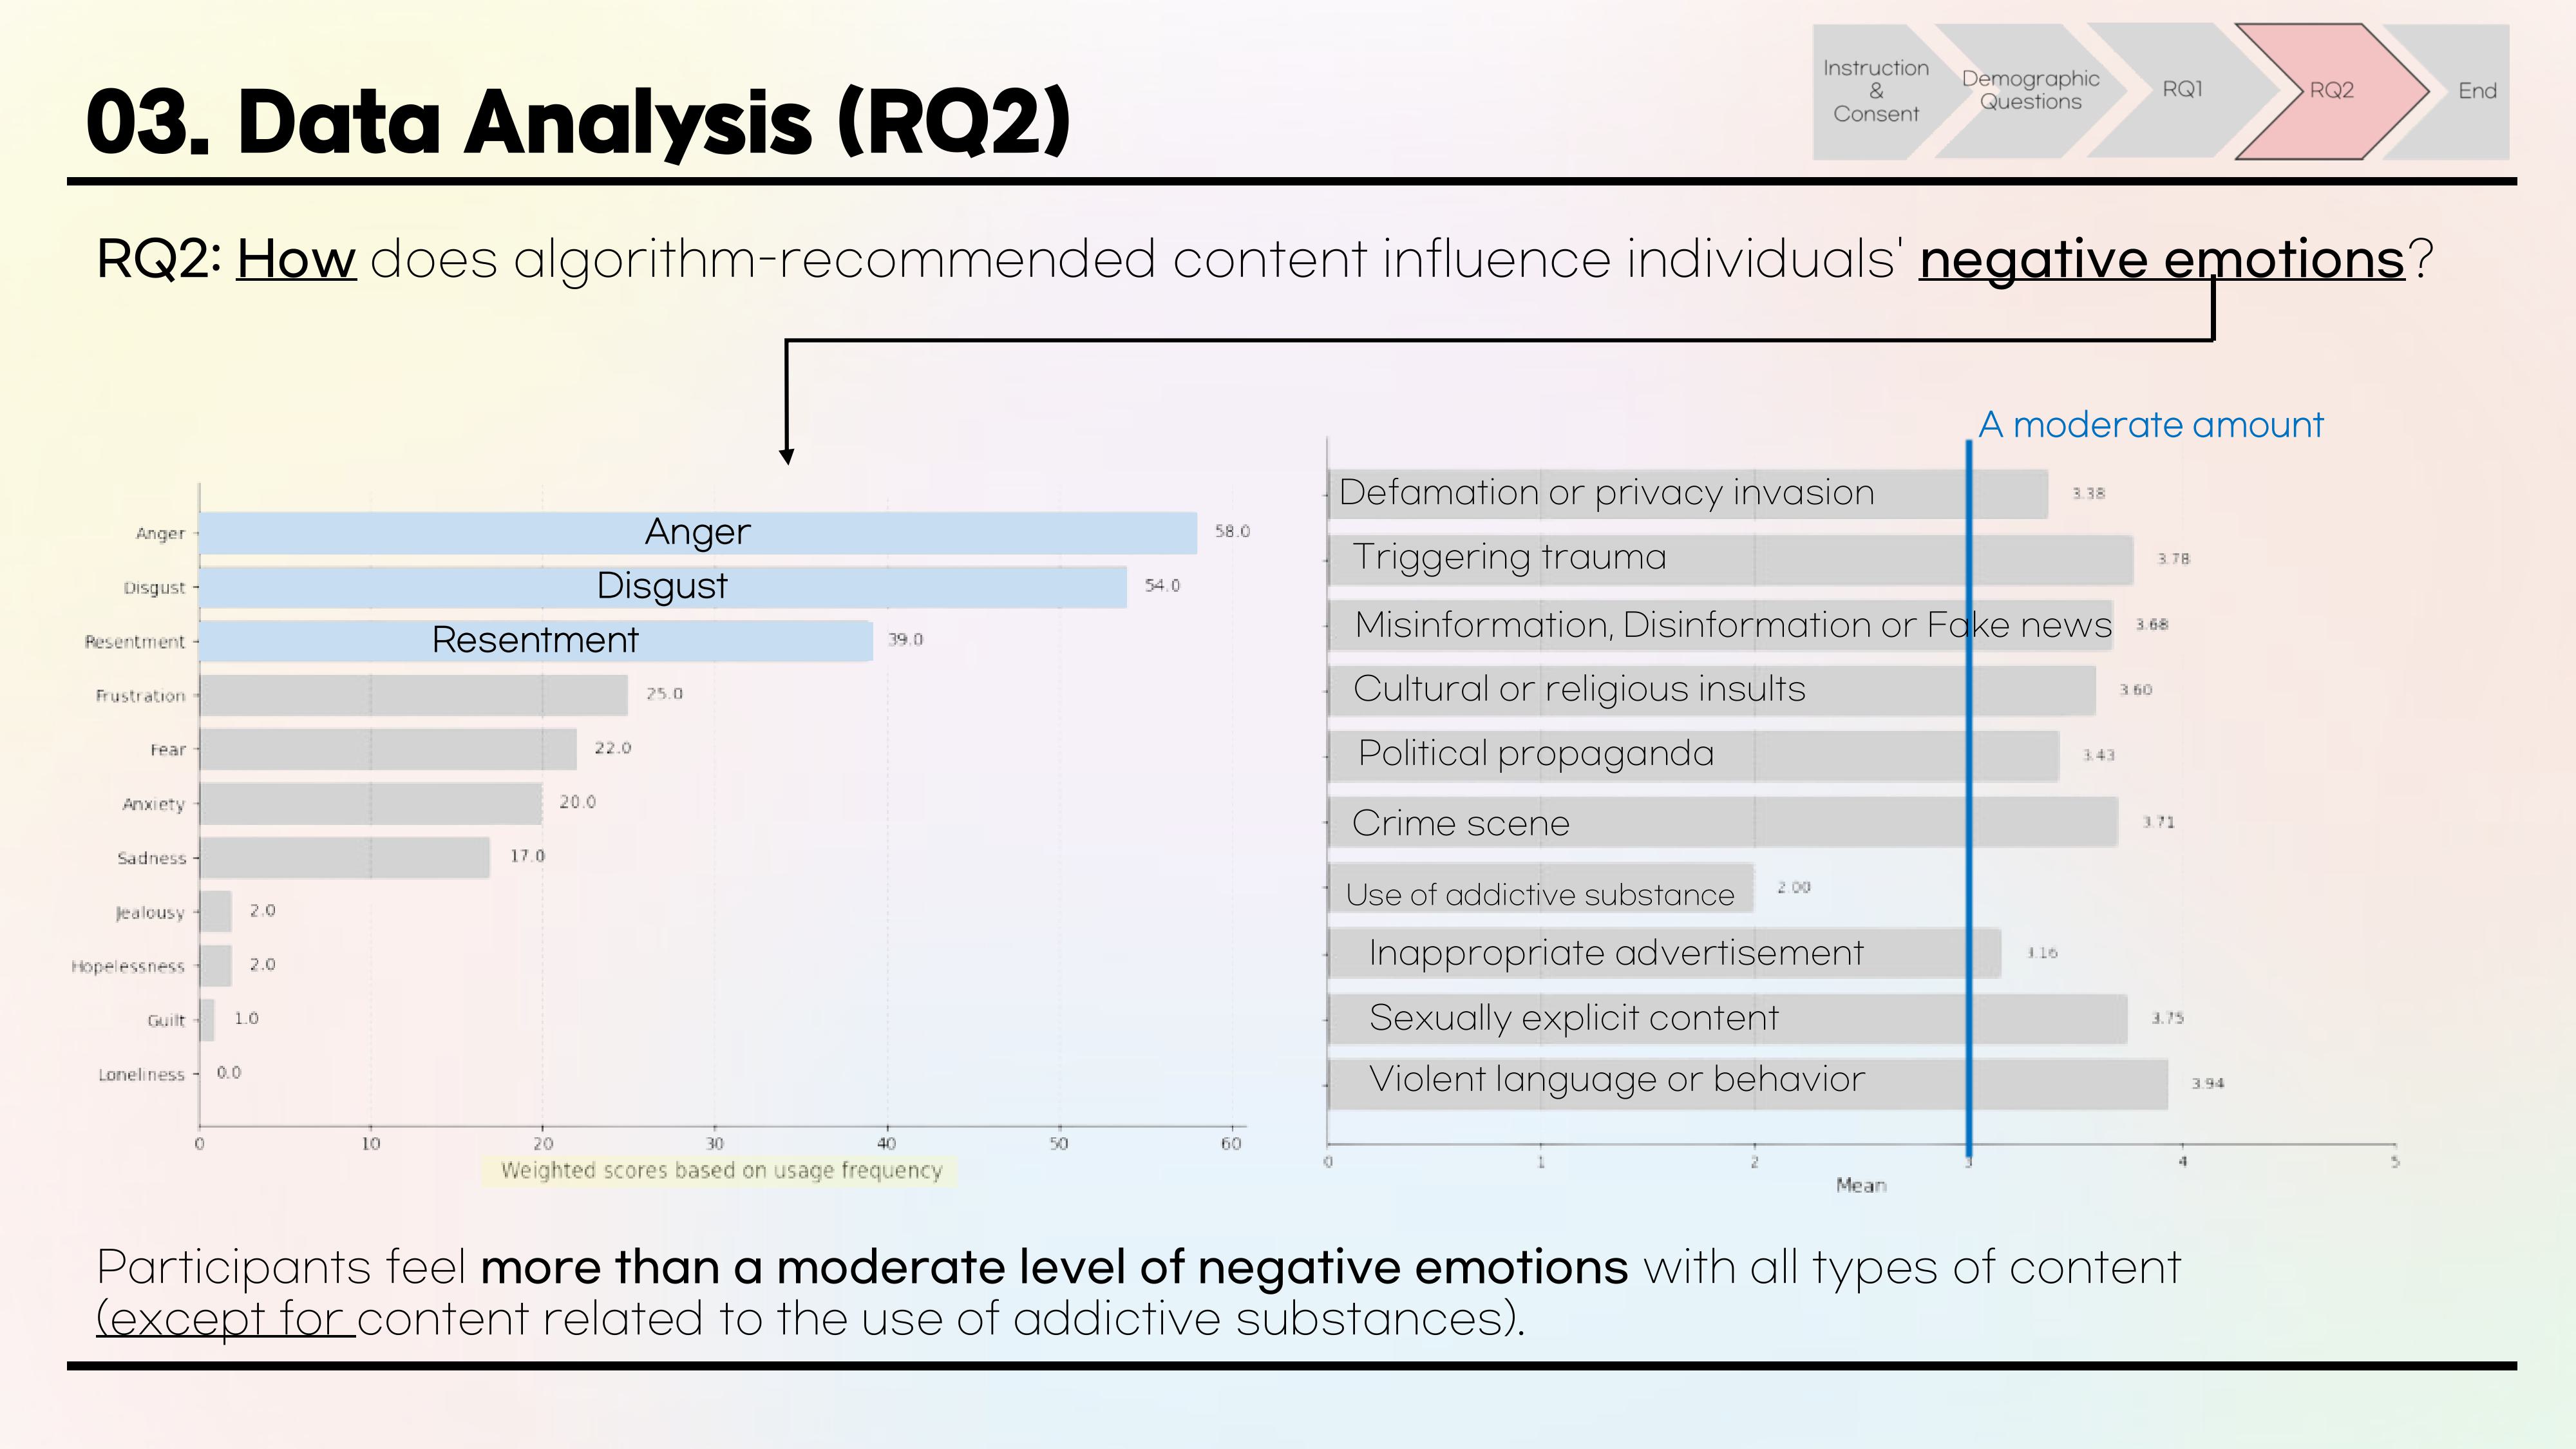 03. Data Analysis (RQ2)
Instruction
&
Consent
Demographic
Questions
RQ1
RQ2
End
RQ2: How does algorithm-recommended content influence individuals' negative emotions?
Anger
Anger
58.0
Disgust
Disgust
54.0
Resentment
Resentment
39.0
Frustration
25.0
Fear
22.0
Anxiety
20.0
Sadness
17.0
Jealousy
2.0
Hopelessness
2.0
Guilt
1.0
Loneliness
0.0
0 10 20 30 40 50 60
Weighted scores based on usage frequency
A moderate amount
Defamation or privacy invasion
3.38
Triggering trauma
3.78
Misinformation, Disinformation or Fake news
3.68
Cultural or religious insults
3.60
Political propaganda
3.43
Crime scene
3.71
Use of addictive substance
2.00
Inappropriate advertisement
3.16
Sexually explicit content
3.75
Violent language or behavior
3.94
0 1 2 3 4 5
Mean
Participants feel more than a moderate level of negative emotions with all types of content
(except for content related to the use of addictive substances).